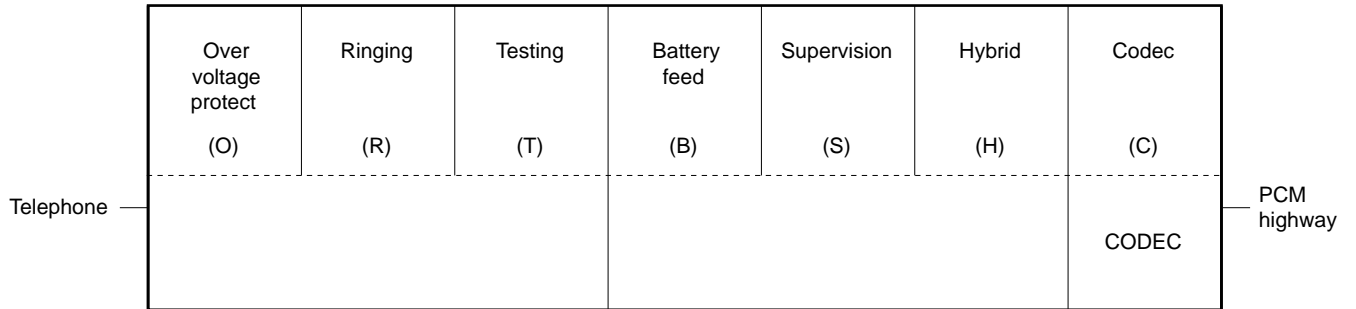 Over
voltage
protect
(O)
Ringing
(R)
Testing
(T)
Battery
feed
(B)
Supervision
(S)
Hybrid
(H)
Codec
(C)
Telephone
CODEC
PCM
highway